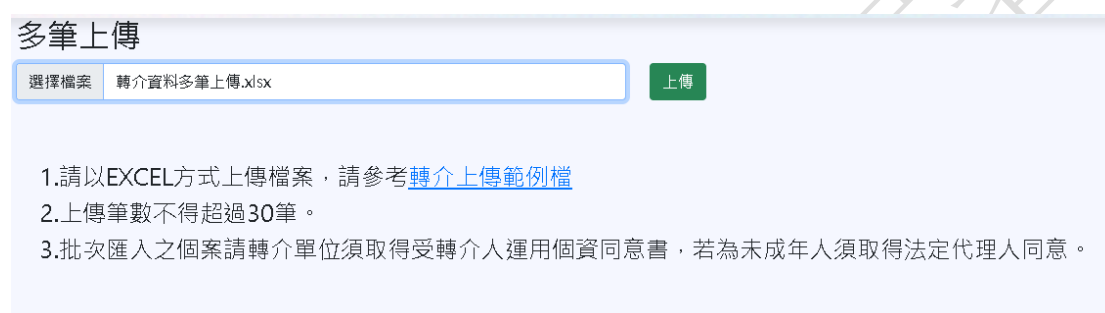 多筆上傳
選擇檔案 轉介資料多筆上傳.xlsx 上傳
1.請以EXCEL方式上傳檔案，請參考轉介上傳範例檔
2.上傳筆數不得超過30筆。
3.批次匯入之個案請轉介單位須取得受轉介人運用個資同意書，若為未成年人須取得法定代理人同意。